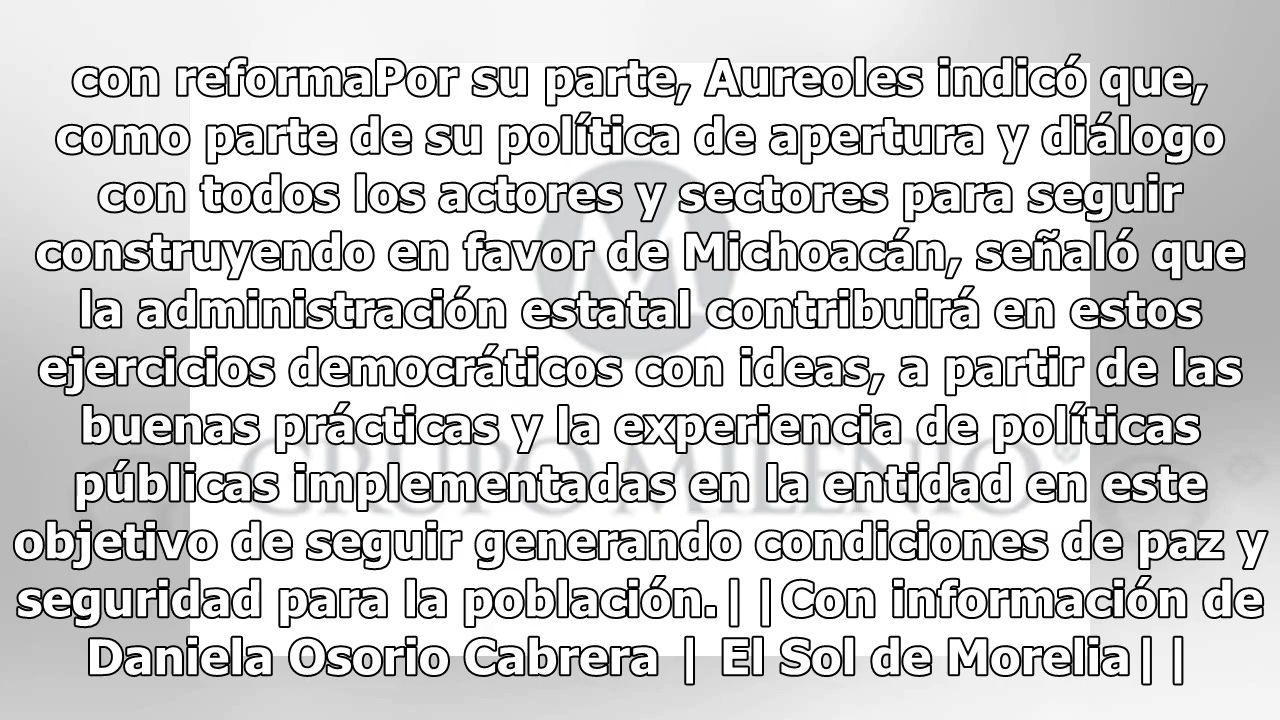 con reformaPor su parte, Aureoles indicó que,
como parte de su política de apertura y diálogo
con todos los actores y sectores para seguir
construyendo en favor de Michoacán, señaló que
la administración estatal contribuirá en estos
ejercicios democráticos con ideas, a partir de las
buenas prácticas y la experiencia de políticas
GRUPO MILENIO®
públicas implementadas en la entidad en este
objetivo de seguir generando condiciones de paz y
seguridad para la población.||Con información de
Daniela Osorio Cabrera | El Sol de Morelia||